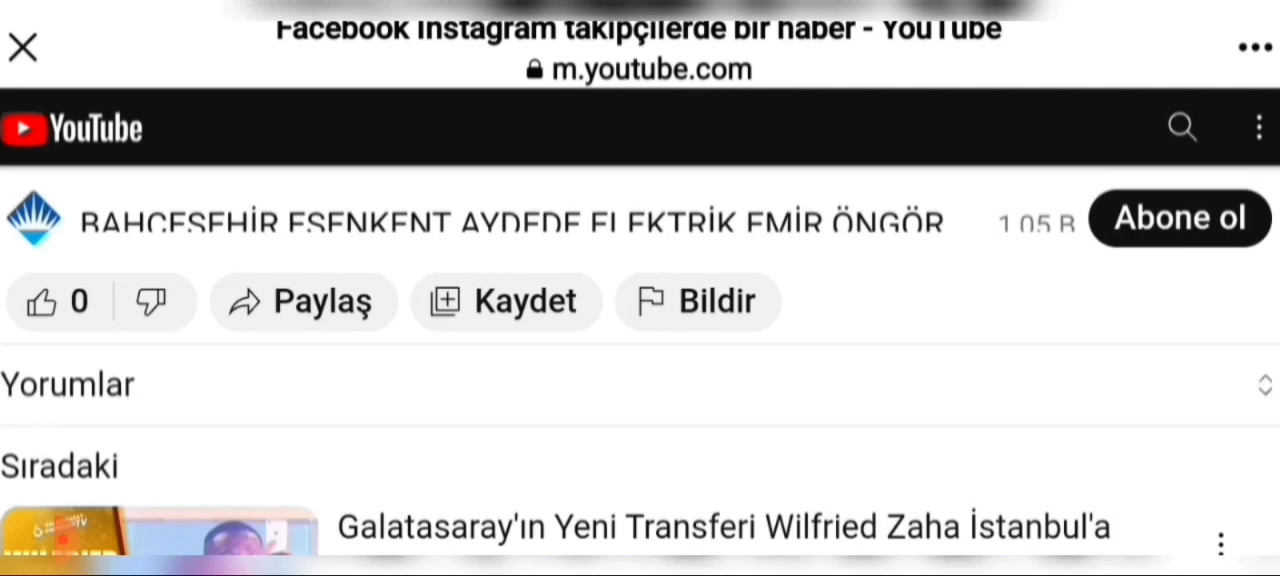 Facebook Instagram takipçilerde bir haber - YouTube
m.youtube.com
YouTube
BAHÇEŞEHİR ESENKENT AYDEDE ELEKTRİK EMİR ÖNGÖR 1,05 B Abone ol
0 Paylaş Kaydet Bildir
Yorumlar
Sıradaki
Galatasaray'ın Yeni Transferi Wilfried Zaha İstanbul'a